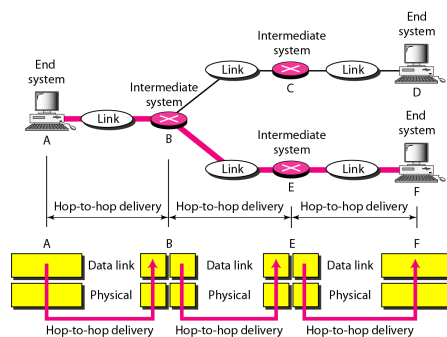 End
system
Intermediate
system
Link
Link
D
C
End
system
Intermediate
system
Link
A
B
Intermediate
system
End
system
Link
Link
E
F
Hop-to-hop delivery
Hop-to-hop delivery
Hop-to-hop delivery
A
B
E
F
Data link
Data link
Data link
Physical
Physical
Physical
Hop-to-hop delivery
Hop-to-hop delivery
Hop-to-hop delivery